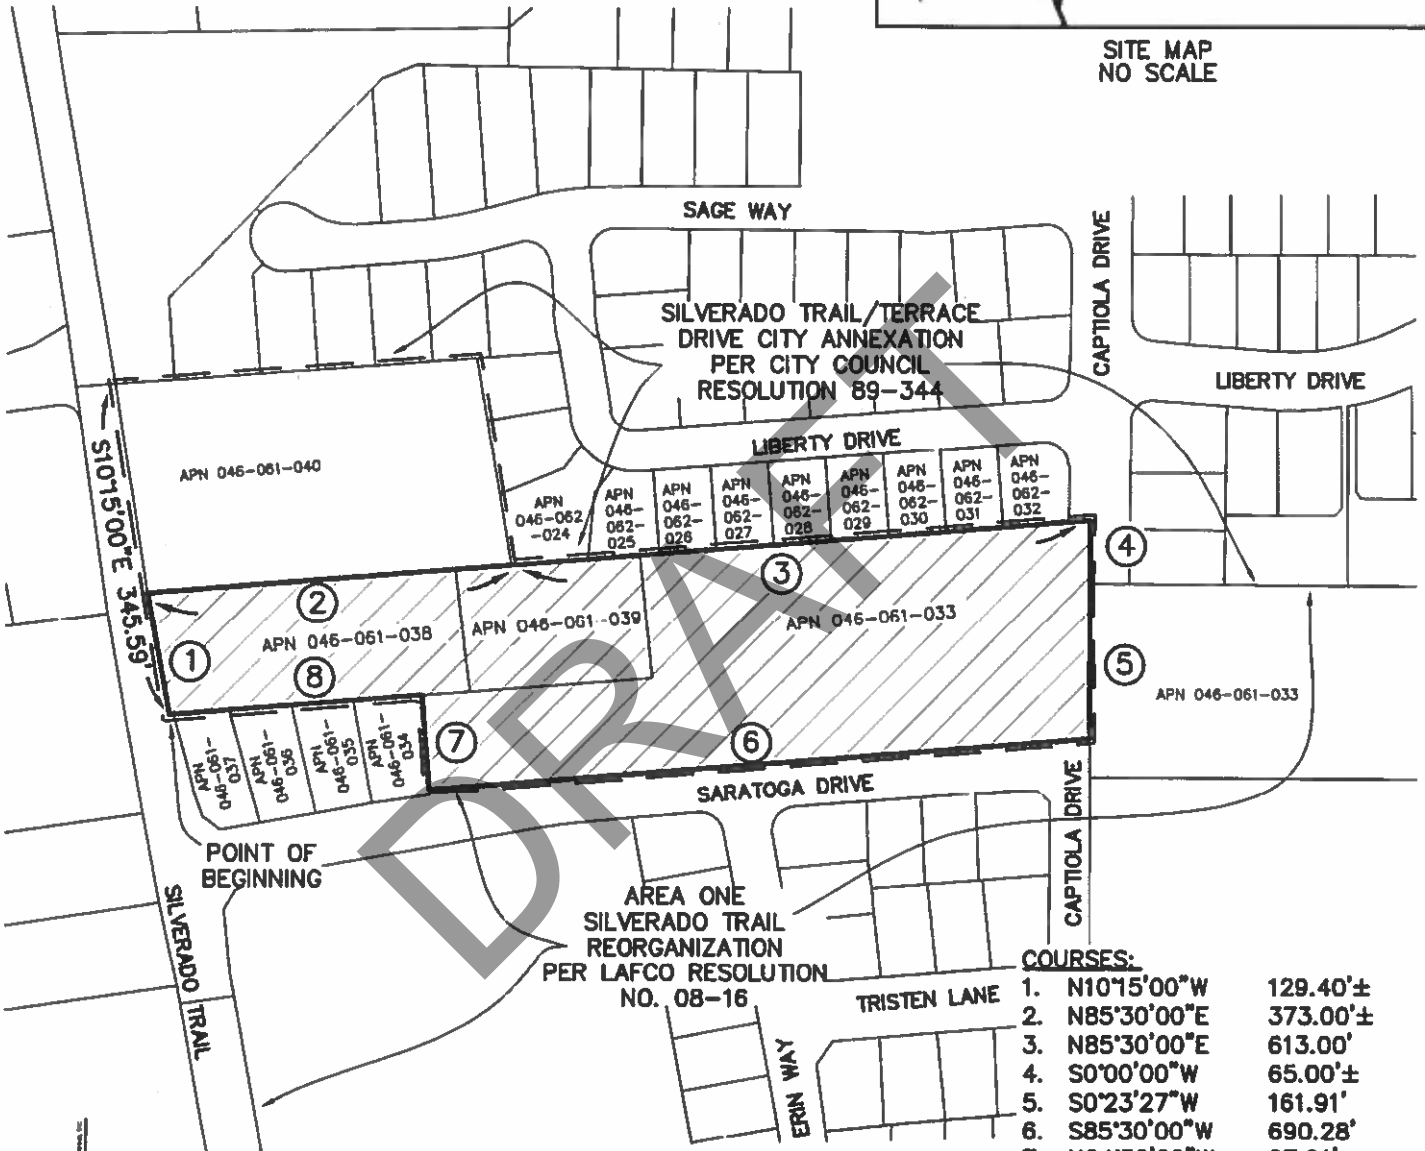 SITE MAP
NO SCALE
SAGE WAY
CAPTIOLA DRIVE
SILVERADO TRAIL/TERRACE
DRIVE CITY ANNEXATION
PER CITY COUNCIL
RESOLUTION 89-344
LIBERTY DRIVE
LIBERTY DRIVE
S10°15'00"E 345.59'
APN 046-061-040
APN
046-062
-024
APN
046-
062-
025
APN
046-
062-
026
APN
046-
062-
027
APN
046-
062-
028
APN
046-
062-
029
APN
046-
062-
030
APN
046-
062-
031
APN
046-
062-
032
4
3
2
APN 046-061-038
APN 046-061-039
APN 046-061-033
1
8
5
APN 046-061-033
7
6
APN
046-061-
037
APN
046-061-
036
APN
046-061-
035
APN
046-061-
034
SARATOGA DRIVE
CAPTIOLA DRIVE
POINT OF
BEGINNING
SILVERADO TRAIL
AREA ONE
SILVERADO TRAIL
REORGANIZATION
PER LAFCO RESOLUTION
NO. 08-16
TRISTEN LANE
ERIN WAY
DRAFT
COURSES:
1. N10°15'00"W 129.40'±
2. N85°30'00"E 373.00'±
3. N85°30'00"E 613.00'
4. S0°00'00"W 65.00'±
5. S0°23'27"W 161.91'
6. S85°30'00"W 690.28'